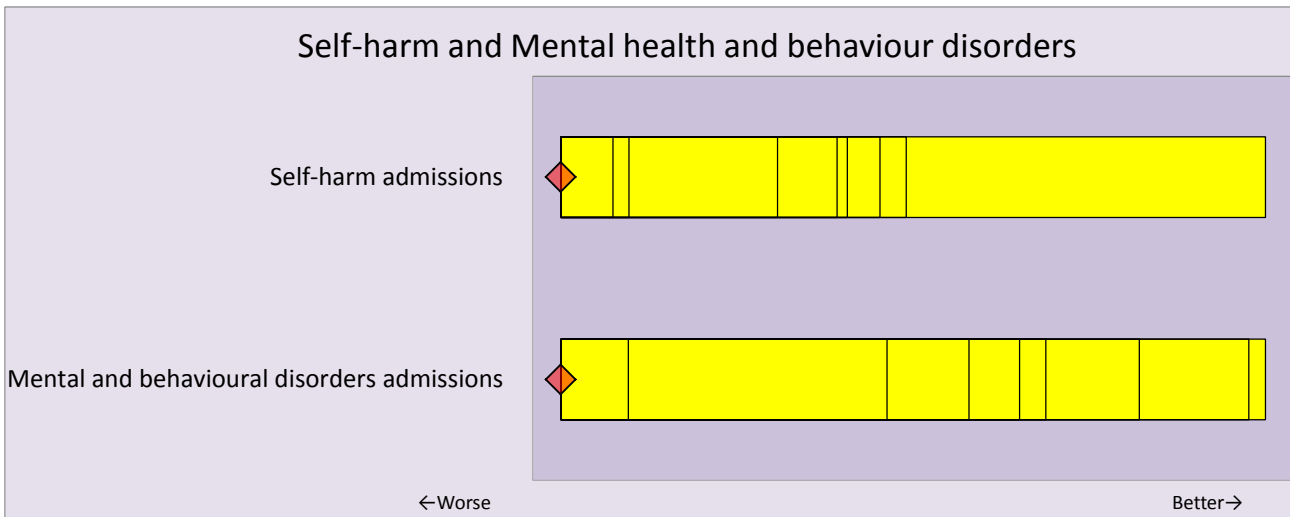 Self-harm and Mental health and behaviour disorders
Self-harm admissions
Mental and behavioural disorders admissions
←Worse
Better→